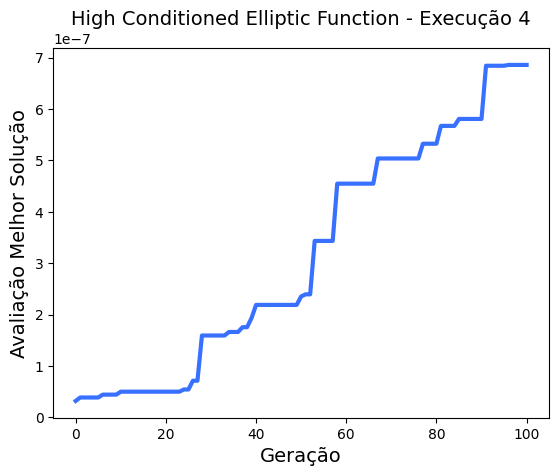 High Conditioned Elliptic Function - Execução 4
1e-7
7
6
5
4
3
2
1
0
Avaliação Melhor Solução
0 20 40 60 80 100
Geração